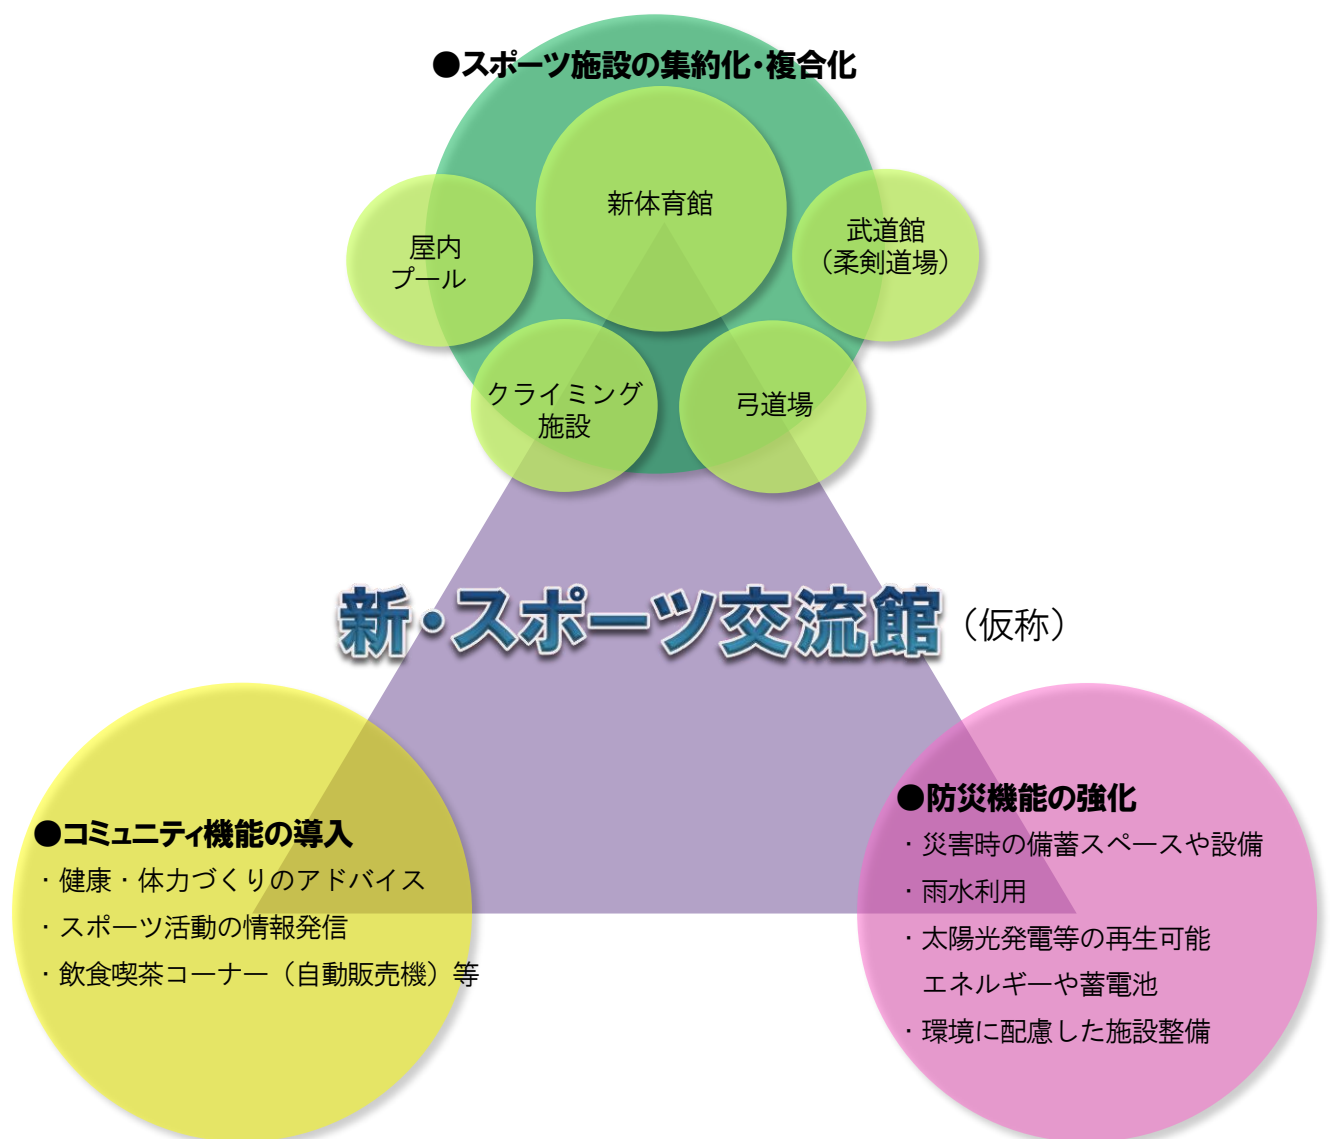 ●スポーツ施設の集約化・複合化
新体育館
屋内
プール
武道館
（柔剣道場）
クライミング
施設
弓道場
新・スポーツ交流館（仮称）
●コミュニティ機能の導入
・健康・体力づくりのアドバイス
・スポーツ活動の情報発信
・飲食喫茶コーナー（自動販売機）等
●防災機能の強化
・災害時の備蓄スペースや設備
・雨水利用
・太陽光発電等の再生可能
エネルギーや蓄電池
・環境に配慮した施設整備